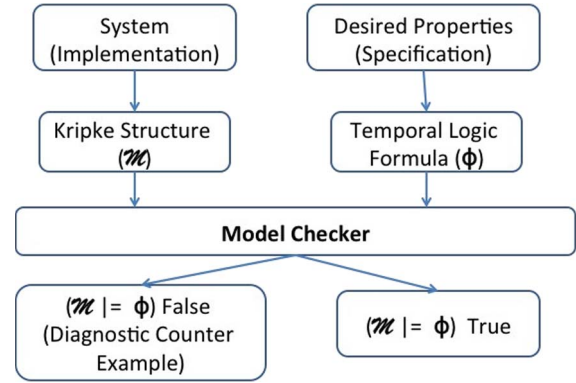 System
(Implementation)
Desired Properties
(Specification)
Kripke Structure
(ℳ)
Temporal Logic
Formula (ϕ)
Model Checker
(ℳ |= ϕ) False
(Diagnostic Counter
Example)
(ℳ |= ϕ) True